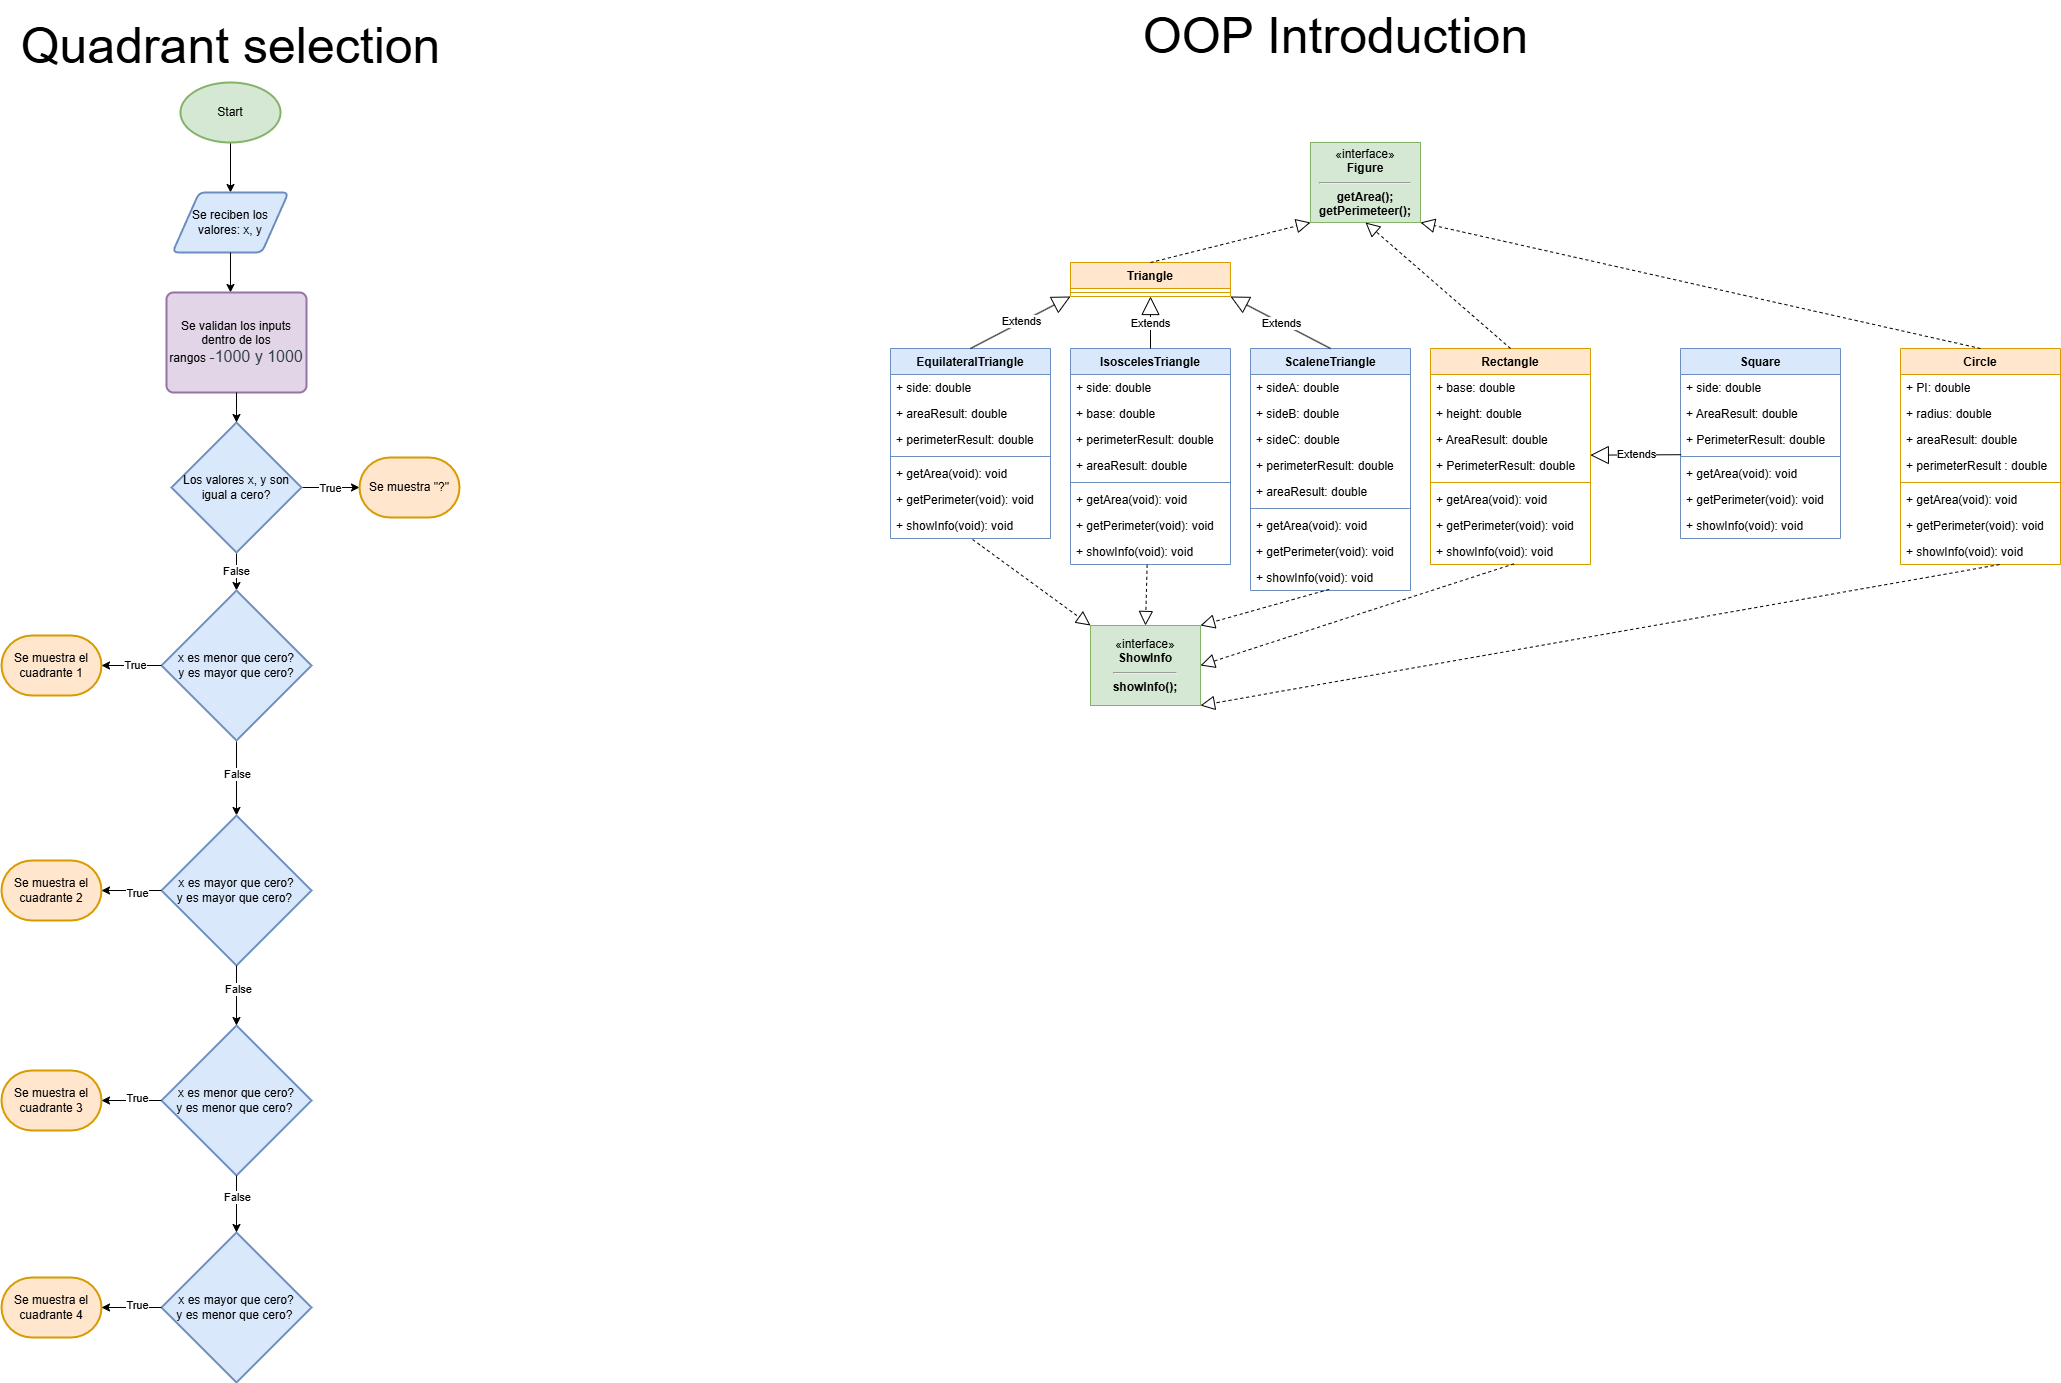 Quadrant selection
Start
Se reciben los
valores: x, y
Se validan los inputs
dentro de los
rangos -1000 y 1000
Los valores x, y son
igual a cero?
True
Se muestra "?"
False
x es menor que cero?
y es mayor que cero?
True
Se muestra el
cuadrante 1
False
x es mayor que cero?
y es mayor que cero?
True
Se muestra el
cuadrante 2
False
x es menor que cero?
y es menor que cero?
True
Se muestra el
cuadrante 3
False
x es mayor que cero?
y es menor que cero?
True
Se muestra el
cuadrante 4
OOP Introduction
«interface»
Figure
getArea();
getPerimeteer();
Triangle
Extends
Extends
Extends
EquilateralTriangle
+ side: double
+ areaResult: double
+ perimeterResult: double
+ getArea(void): void
+ getPerimeter(void): void
+ showInfo(void): void
IsoscelesTriangle
+ side: double
+ base: double
+ perimeterResult: double
+ areaResult: double
+ getArea(void): void
+ getPerimeter(void): void
+ showInfo(void): void
ScaleneTriangle
+ sideA: double
+ sideB: double
+ sideC: double
+ perimeterResult: double
+ areaResult: double
+ getArea(void): void
+ getPerimeter(void): void
+ showInfo(void): void
Rectangle
+ base: double
+ height: double
+ AreaResult: double
+ PerimeterResult: double
+ getArea(void): void
+ getPerimeter(void): void
+ showInfo(void): void
Extends
Square
+ side: double
+ AreaResult: double
+ PerimeterResult: double
+ getArea(void): void
+ getPerimeter(void): void
+ showInfo(void): void
Circle
+ PI: double
+ radius: double
+ areaResult: double
+ perimeterResult : double
+ getArea(void): void
+ getPerimeter(void): void
+ showInfo(void): void
«interface»
ShowInfo
showInfo();